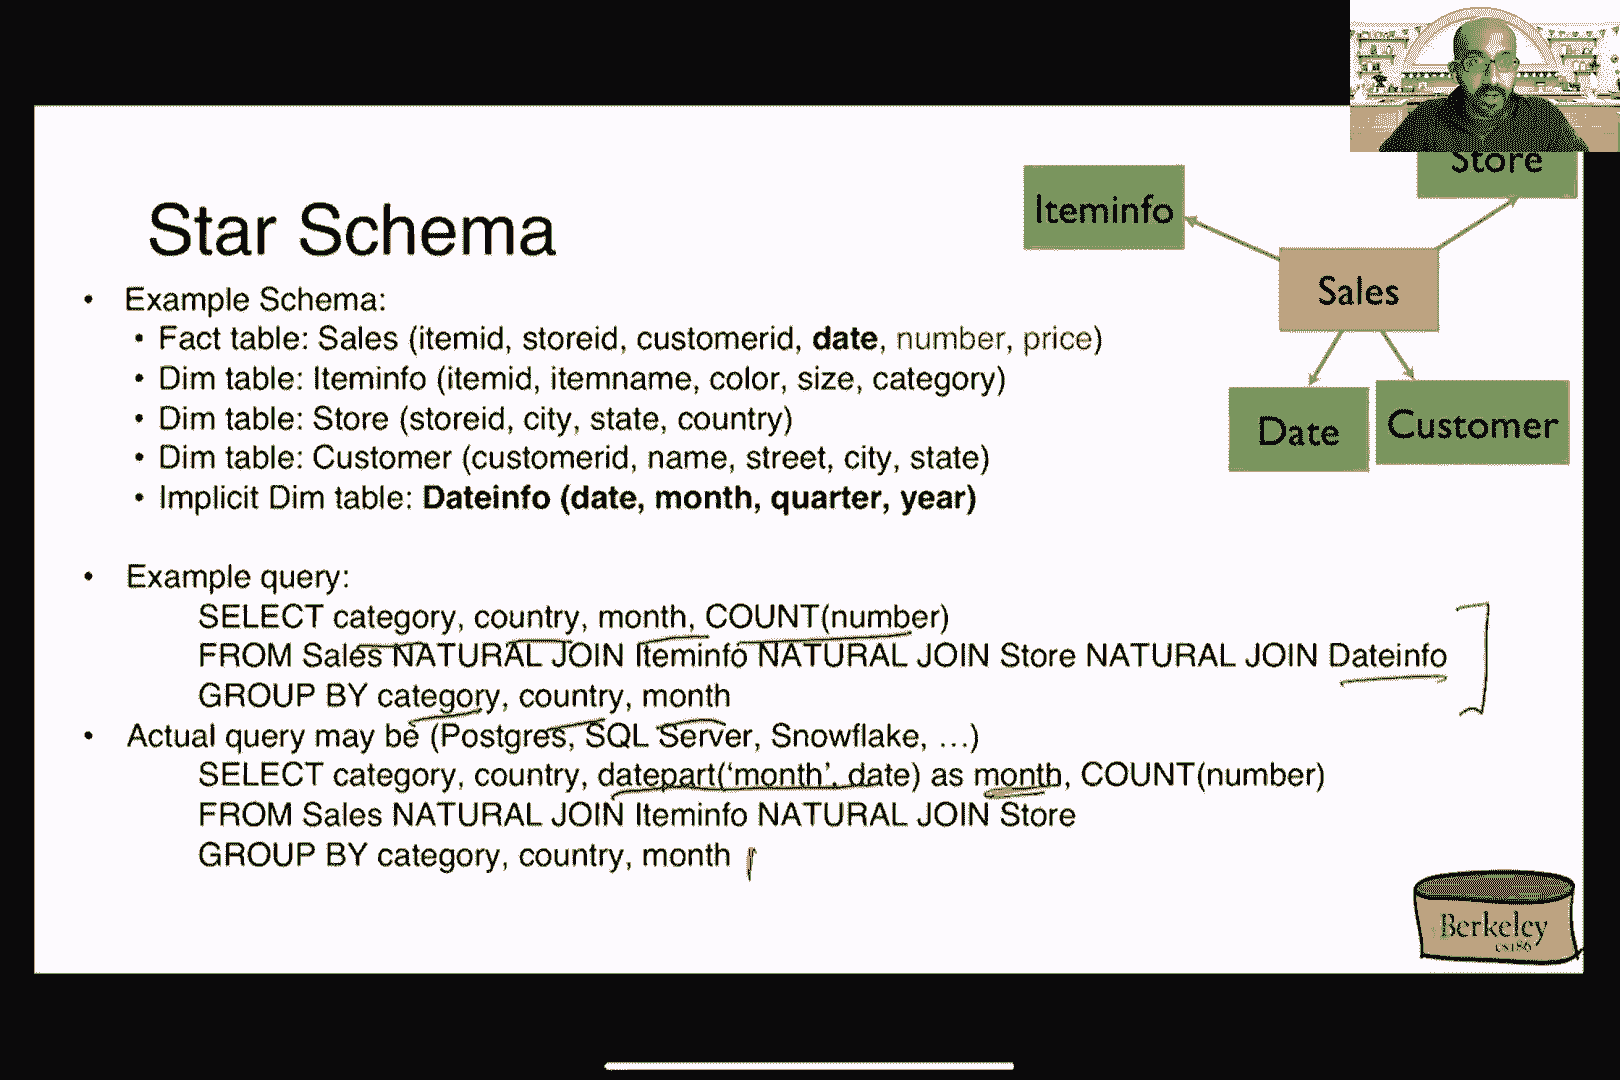 Store
Iteminfo
Star Schema
Sales
• Example Schema:
• Fact table: Sales (itemid, storeid, customerid, date, number, price)
• Dim table: Iteminfo (itemid, itemname, color, size, category)
• Dim table: Store (storeid, city, state, country)
• Dim table: Customer (customerid, name, street, city, state)
• Implicit Dim table: Dateinfo (date, month, quarter, year)
Date
Customer
• Example query:
SELECT category, country, month, COUNT(number)
FROM Sales NATURAL JOIN Iteminfo NATURAL JOIN Store NATURAL JOIN Dateinfo
GROUP BY category, country, month
• Actual query may be (Postgres, SQL Server, Snowflake, …)
SELECT category, country, datepart(‘month’, date) as month, COUNT(number)
FROM Sales NATURAL JOIN Iteminfo NATURAL JOIN Store
GROUP BY category, country, month
Berkeley
cs186